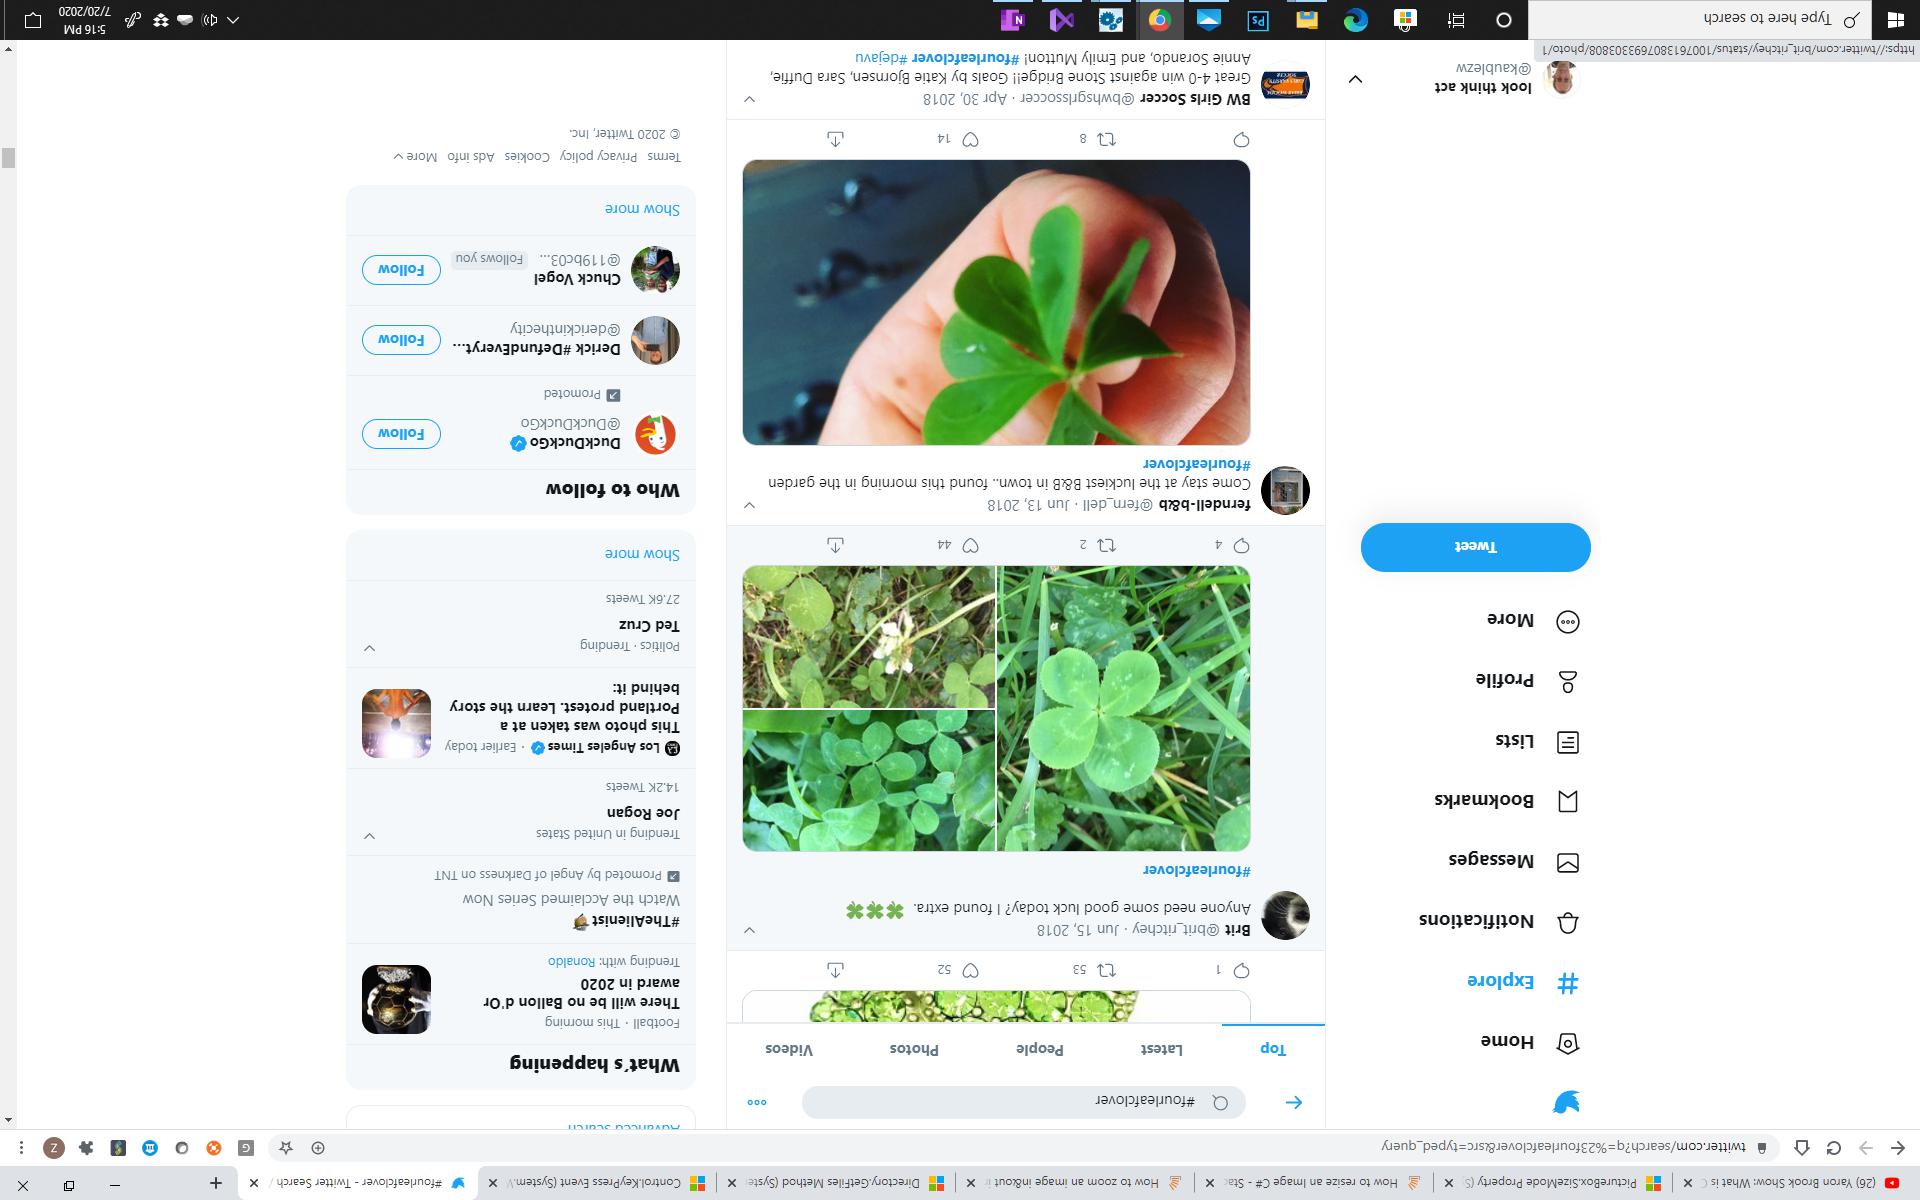 (26) Yaron Brook Show: What is C
PictureBox.SizeMode Property (S
How to resize an image C# - Stac
How to zoom an image in&out in
Directory.GetFiles Method (Syster
Control.KeyPress Event (System.W
#fourleafclover - Twitter Search /
twitter.com/search?q=%23fourleafclover&src=typed_query
Z
Home
Explore
Notifications
Messages
Bookmarks
Lists
Profile
More
Tweet
look think act
@kaublezw
#fourleafclover
Top
Latest
People
Photos
Videos
1
53
52
Brit @brit_ritchey · Jun 15, 2018
Anyone need some good luck today? I found extra.
#fourleafclover
4
2
44
ferndell-b&b @fern_dell · Jun 13, 2018
Come stay at the luckiest B&B in town.. found this morning in the garden
#fourleafclover
8
14
BW Girls Soccer @bwhsgrlssoccer · Apr 30, 2018
Great 4-0 win against Stone Bridge!! Goals by Katie Bjornsen, Sara Duffie,
Annie Sorando, and Emily Mutton! #fourleafclover #dejavu
Advanced search
What's happening
Football · This morning
There will be no Ballon d'Or
award in 2020
Trending with: Ronaldo
#TheAlienist
Watch the Acclaimed Series Now
Promoted by Angel of Darkness on TNT
Trending in United States
Joe Rogan
14.2K Tweets
Los Angeles Times · Earlier today
This photo was taken at a
Portland protest. Learn the story
behind it:
Politics · Trending
Ted Cruz
27.6K Tweets
Show more
Who to follow
DuckDuckGo
@DuckDuckGo
Follow
Promoted
Derick #DefundEveryt...
@derickinthecity
Follow
Chuck Vogel
@119bc03... Follows you
Follow
Show more
Terms Privacy policy Cookies Ads info More
© 2020 Twitter, Inc.
https://twitter.com/brit_ritchey/status/1007613807693303808/photo/1
Type here to search
Ps
N
5:16 PM
7/20/2020